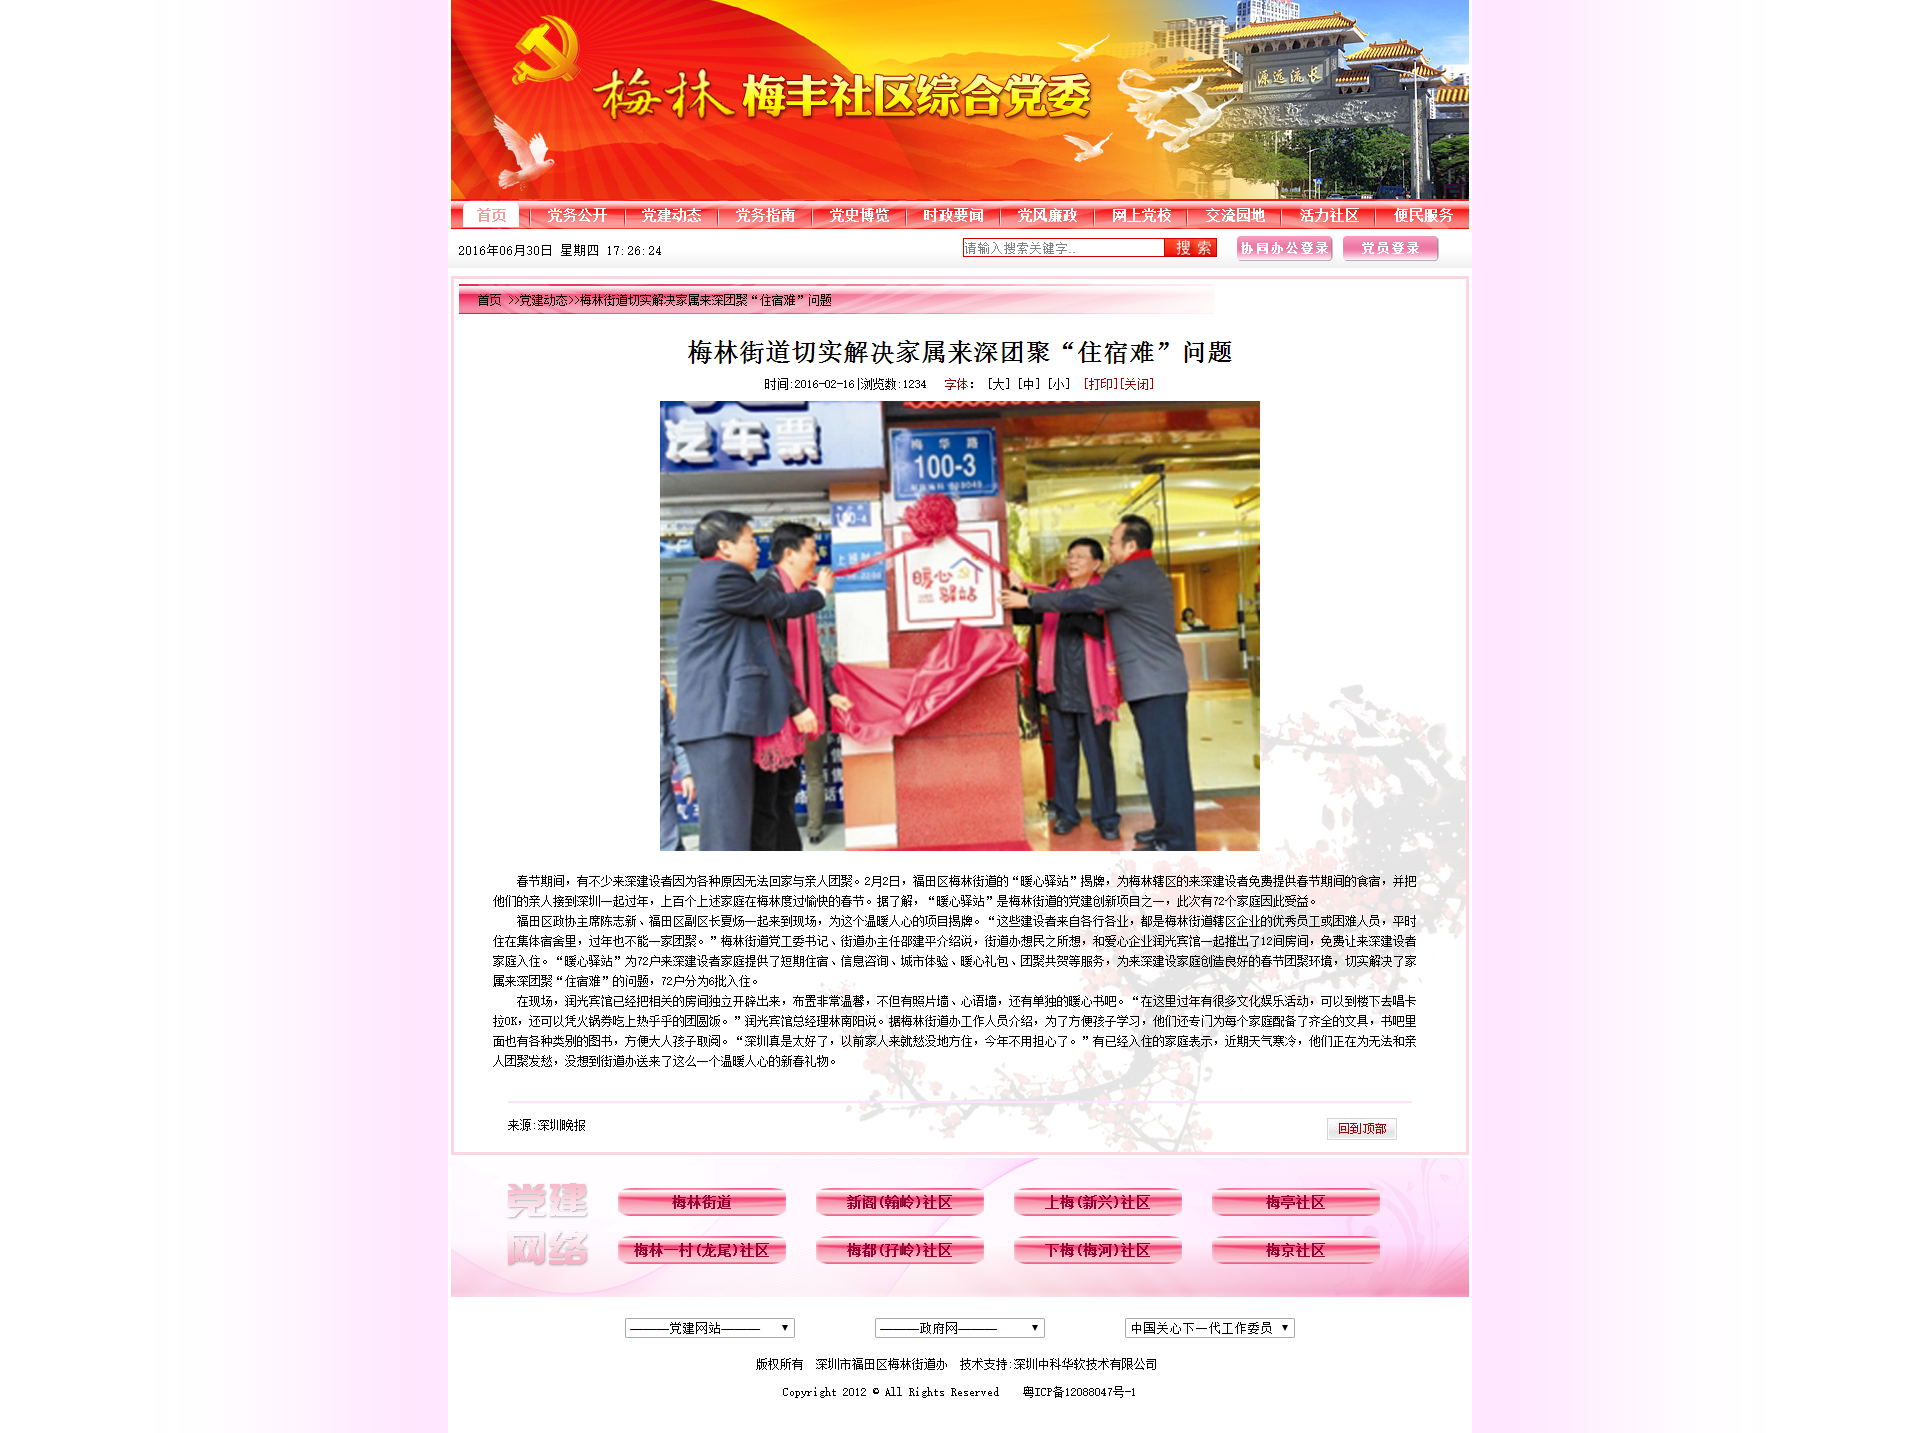 梅林 梅丰社区综合党委
源远流长
首页 党务公开 党建动态 党务指南 党史博览 时政要闻 党风廉政 网上党校 交流园地 活力社区 便民服务
2016年06月30日 星期四 17:26:24 请输入搜索关键字.. 搜 索 协同办公登录 党员登录
首页 >>党建动态>>梅林街道切实解决家属来深团聚“住宿难”问题
梅林街道切实解决家属来深团聚“住宿难”问题
时间:2016-02-16|浏览数:1234 字体: [大] [中] [小] [打印][关闭]
汽车票
梅华路
100-3
100-4
暖心
驿站
春节期间，有不少来深建设者因为各种原因无法回家与亲人团聚。2月2日，福田区梅林街道的“暖心驿站”揭牌，为梅林辖区的来深建设者免费提供春节期间的食宿，并把
他们的亲人接到深圳一起过年，上百个上述家庭在梅林度过愉快的春节。据了解，“暖心驿站”是梅林街道的党建创新项目之一，此次有72个家庭因此受益。
福田区政协主席陈志新、福田区副区长夏炀一起来到现场，为这个温暖人心的项目揭牌。“这些建设者来自各行各业，都是梅林街道辖区企业的优秀员工或困难人员，平时
住在集体宿舍里，过年也不能一家团聚。”梅林街道党工委书记、街道办主任邵建平介绍说，街道办想民之所想，和爱心企业润光宾馆一起推出了12间房间，免费让来深建设者
家庭入住。“暖心驿站”为72户来深建设者家庭提供了短期住宿、信息咨询、城市体验、暖心礼包、团聚共贺等服务，为来深建设家庭创造良好的春节团聚环境，切实解决了家
属来深团聚“住宿难”的问题，72户分为6批入住。
在现场，润光宾馆已经把相关的房间独立开辟出来，布置非常温馨，不但有照片墙、心语墙，还有单独的暖心书吧。“在这里过年有很多文化娱乐活动，可以到楼下去唱卡
拉OK，还可以凭火锅券吃上热乎乎的团圆饭。”润光宾馆总经理林南阳说。据梅林街道办工作人员介绍，为了方便孩子学习，他们还专门为每个家庭配备了齐全的文具，书吧里
面也有各种类别的图书，方便大人孩子取阅。“深圳真是太好了，以前家人来就愁没地方住，今年不用担心了。”有已经入住的家庭表示，近期天气寒冷，他们正在为无法和亲
人团聚发愁，没想到街道办送来了这么一个温暖人心的新春礼物。
来源:深圳晚报 回到顶部
党建
网络
梅林街道 新阁(翰岭)社区 上梅(新兴)社区 梅亭社区
梅林一村(龙尾)社区 梅都(孖岭)社区 下梅(梅河)社区 梅京社区
———党建网站——— ———政府网——— 中国关心下一代工作委员
版权所有 深圳市福田区梅林街道办 技术支持:深圳中科华软技术有限公司
Copyright 2012 © All Rights Reserved 粤ICP备12088047号-1